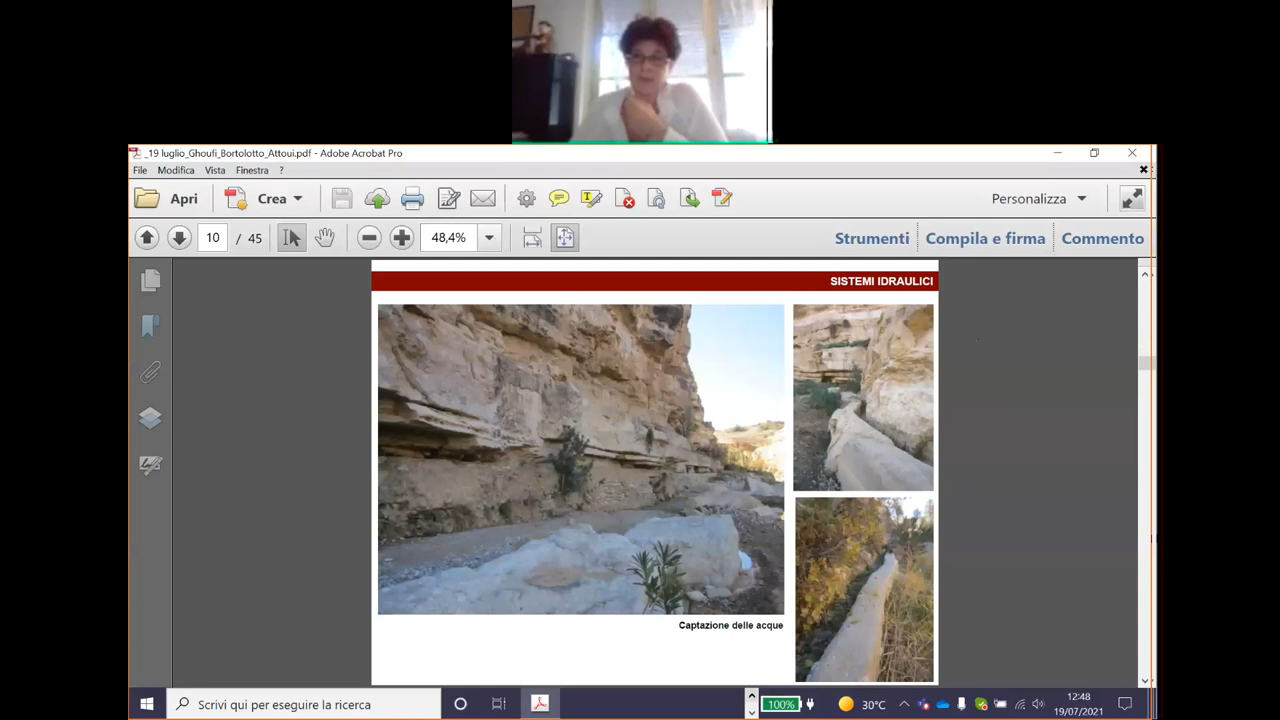 _19 luglio_Ghoufi_Bortolotto_Attoui.pdf - Adobe Acrobat Pro
File Modifica Vista Finestra ?
Apri Crea Personalizza
10 / 45 48,4% Strumenti Compila e firma Commento
SISTEMI IDRAULICI
Captazione delle acque
Scrivi qui per eseguire la ricerca
100%
30°C
12:48
19/07/2021